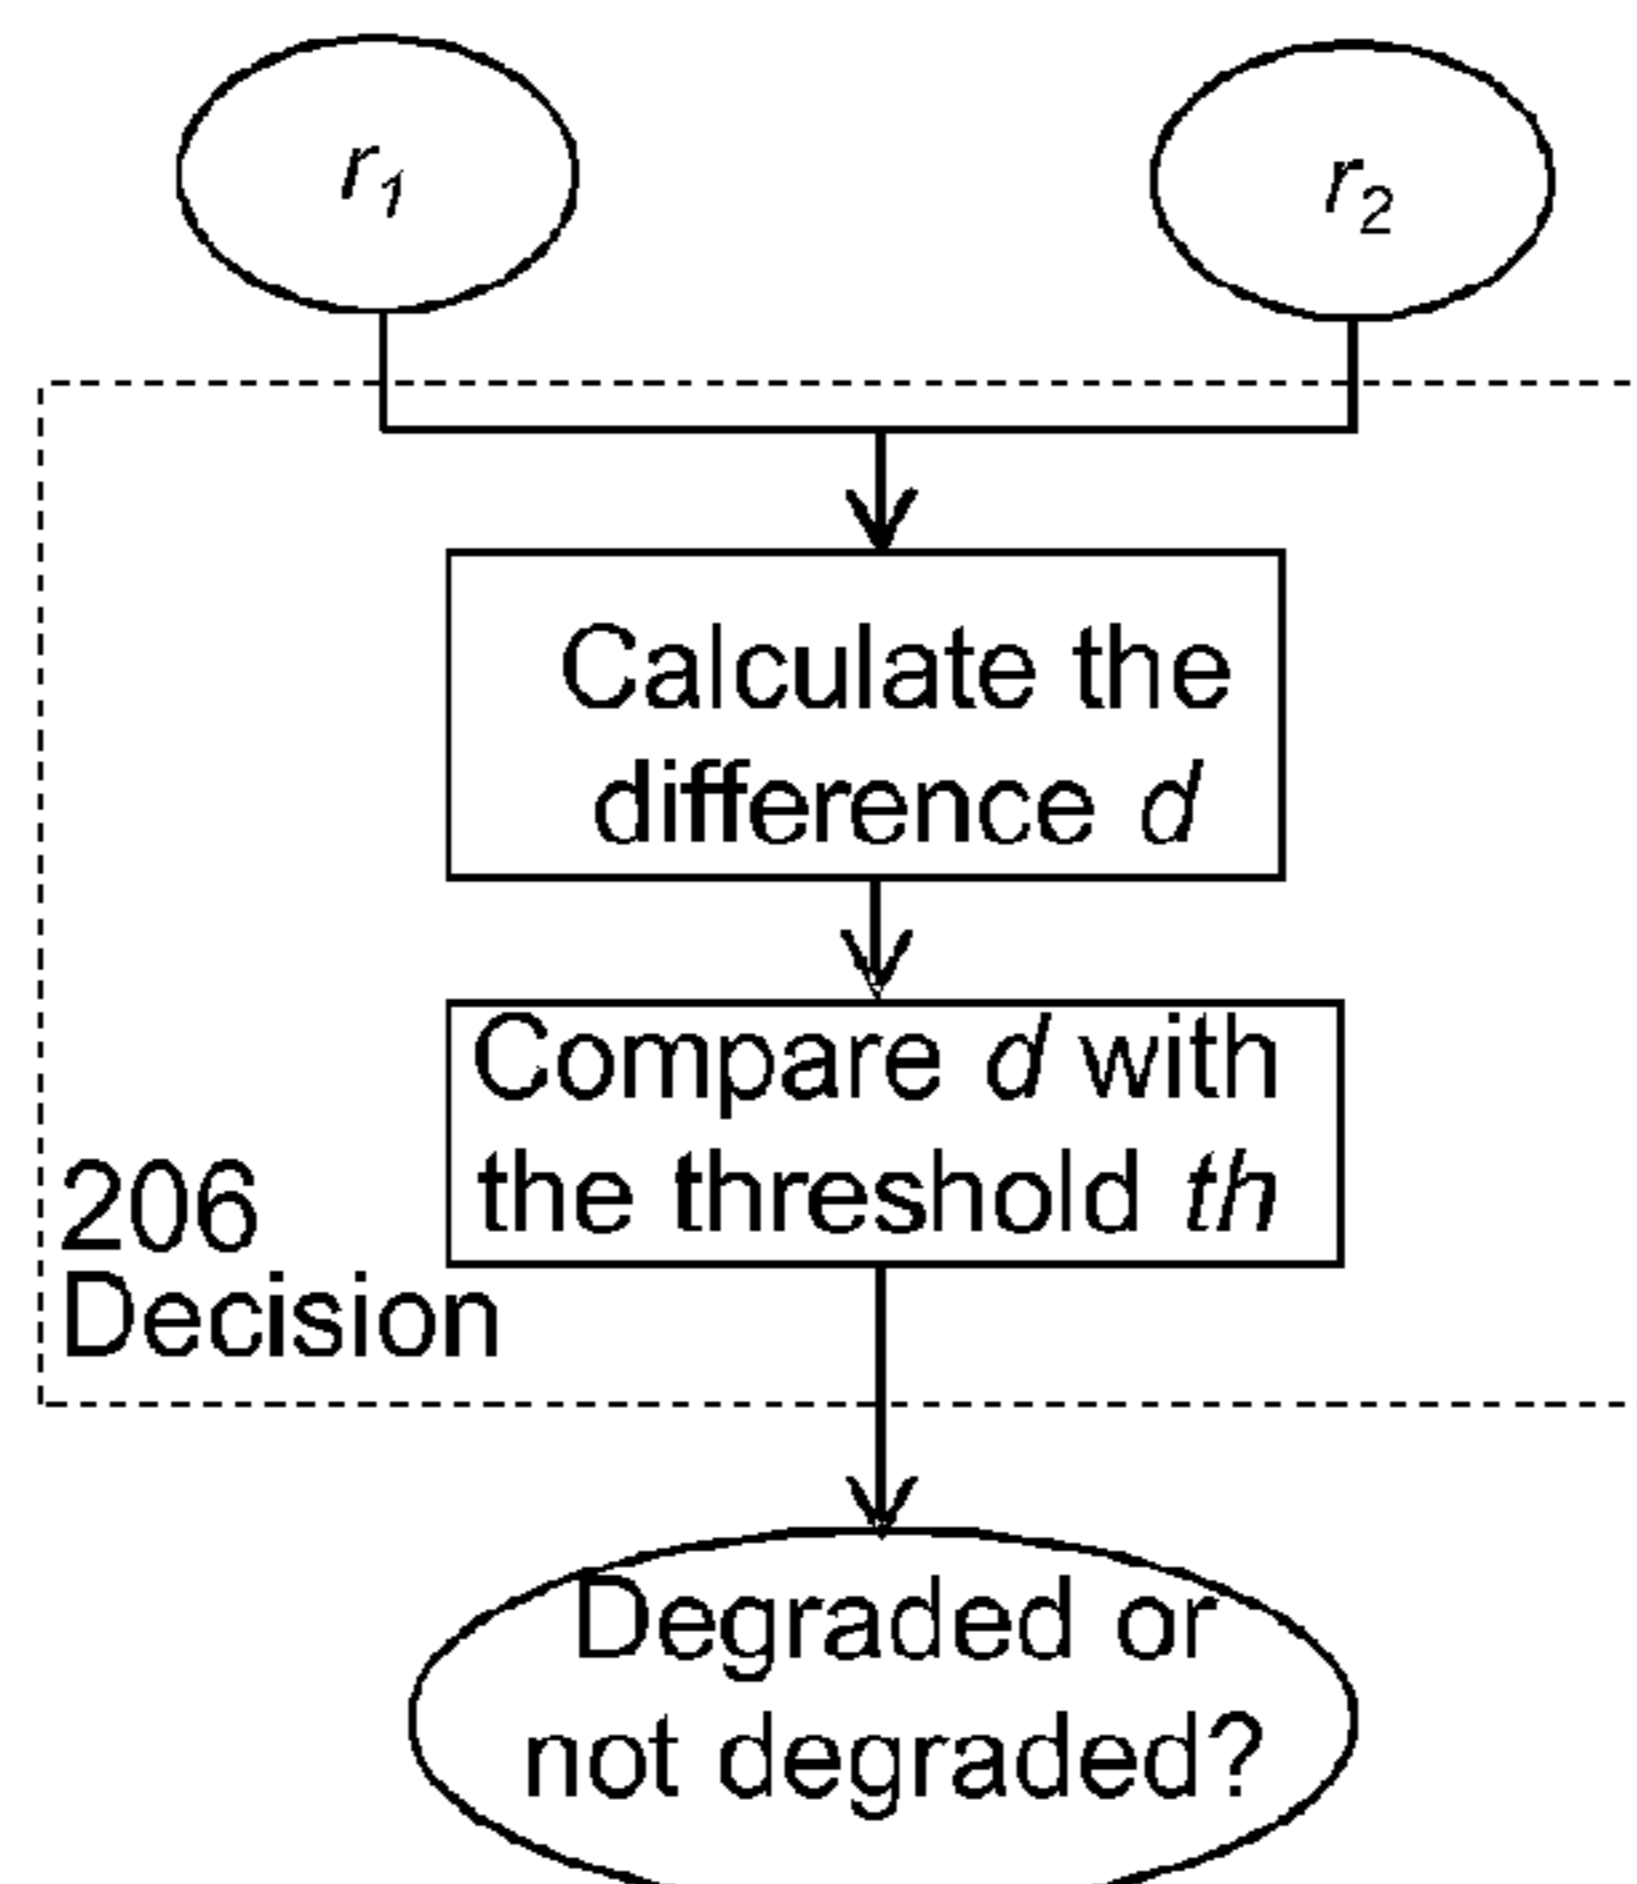 r₁
r₂
Calculate the
difference d
Compare d with
the threshold th
206
Decision
Degraded or
not degraded?